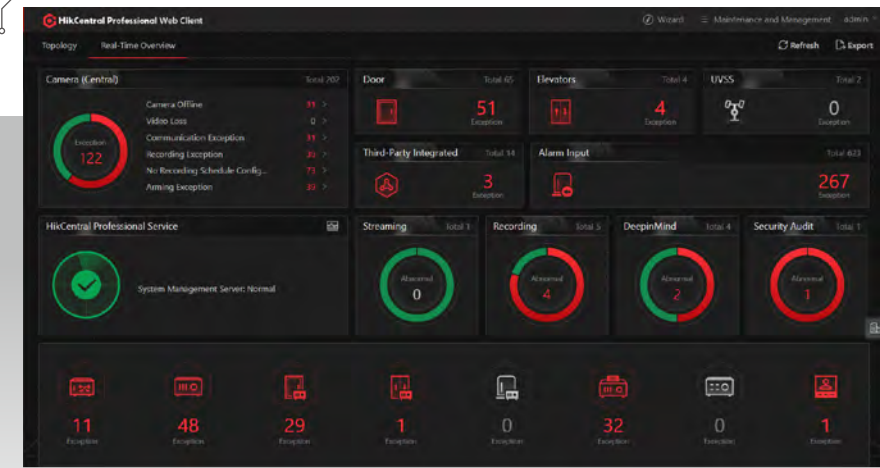 HikCentral Professional Web Client
Wizard
Maintenance and Management
admin
Topology
Real-Time Overview
Refresh
Export
Camera (Central)
Total 202
Exception
122
Camera Offline
Video Loss
0
Communication Exception
Recording Exception
No Recording Schedule Config...
Arming Exception
Door
Total 65
51
Exception
Elevators
Total 4
4
Exception
UVSS
Total 2
0
Exception
Third-Party Integrated
Total 14
3
Exception
Alarm Input
Total 623
267
Exception
HikCentral Professional Service
System Management Server: Normal
Streaming
Total 1
Abnormal
0
Recording
Total 5
Abnormal
4
DeepinMind
Total 4
Abnormal
2
Security Audit
Total 1
Abnormal
1
11
Exception
48
Exception
29
Exception
1
Exception
0
Exception
32
Exception
0
Exception
1
Exception